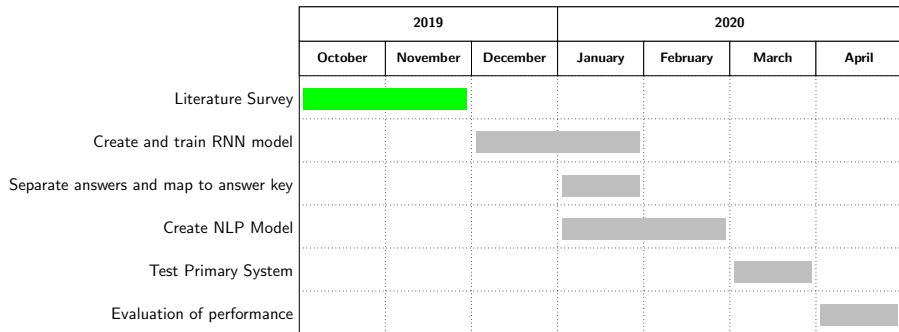 2019 2020
October November December January February March April
Literature Survey
Create and train RNN model
Separate answers and map to answer key
Create NLP Model
Test Primary System
Evaluation of performance